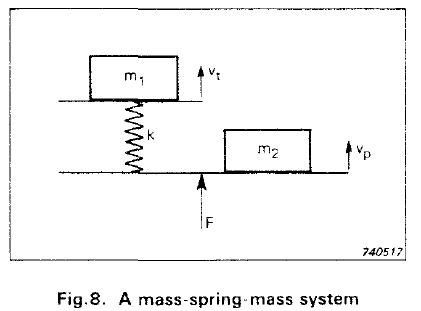 m1
vt
k
m2
vp
F
740517
Fig.8. A mass-spring-mass system